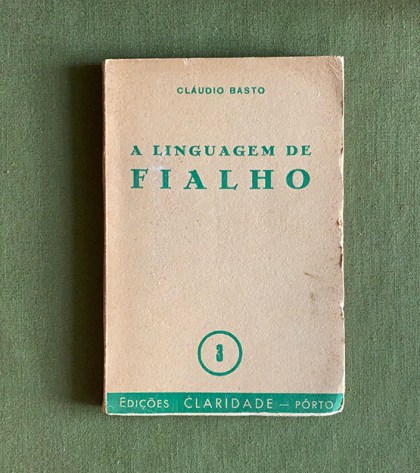 CLÁUDIO BASTO
A LINGUAGEM DE
FIALHO
3
EDIÇÕES CLARIDADE — PÔRTO